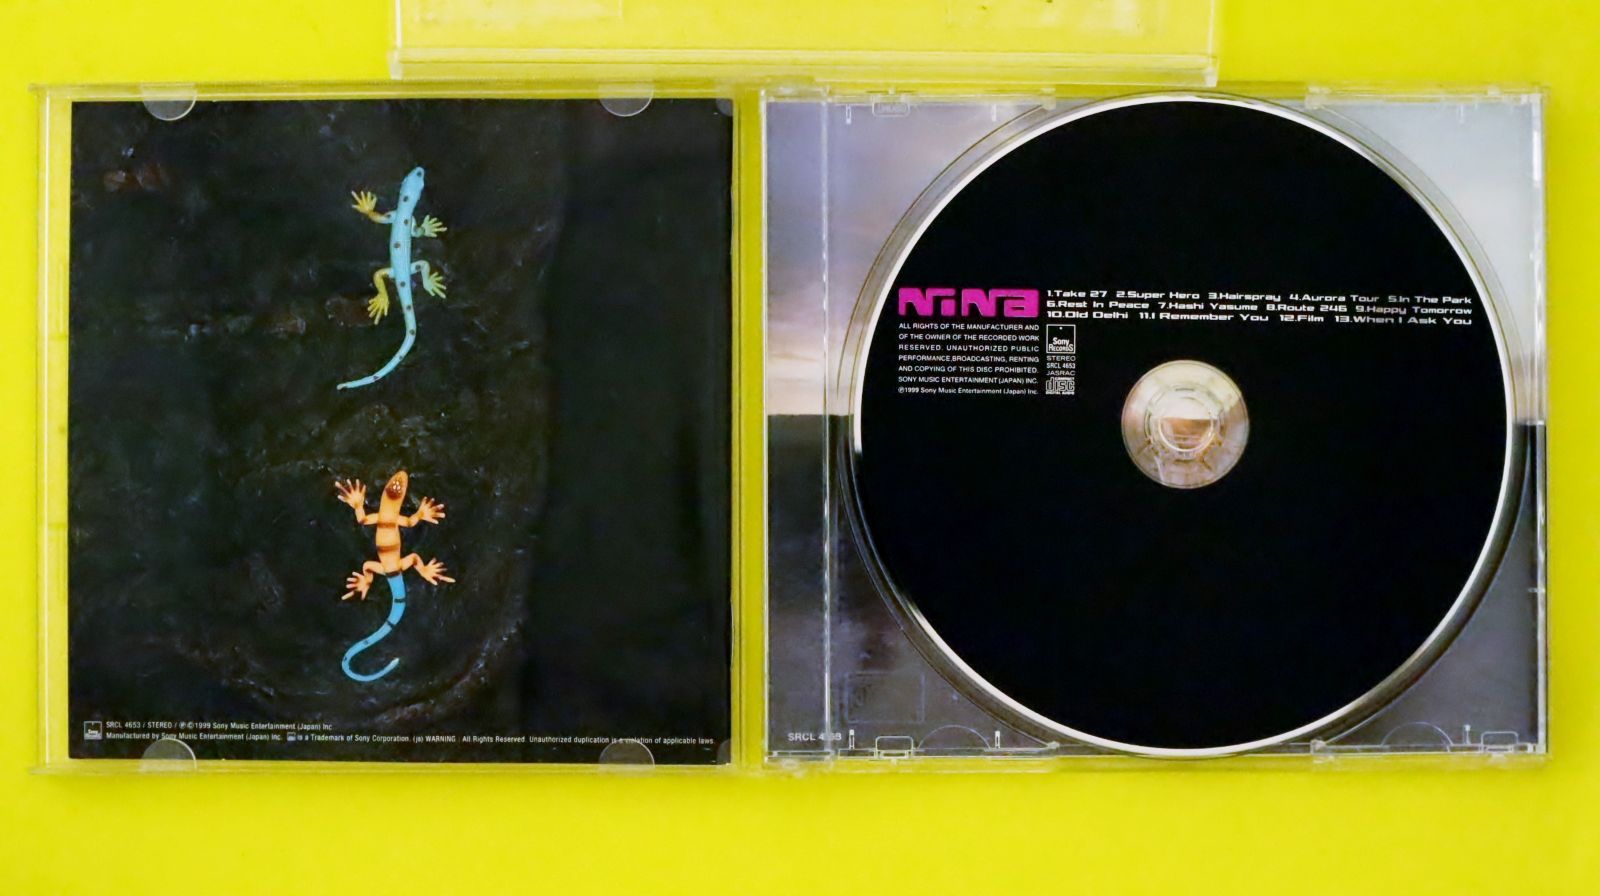 SRCL 4653 / STEREO / ℗©1999 Sony Music Entertainment (Japan) Inc.
Manufactured by Sony Music Entertainment (Japan) Inc. is a Trademark of Sony Corporation. (ja) WARNING : All Rights Reserved. Unauthorized duplication is a violation of applicable laws.
NiNa
1.Take 27 2.Super Hero 3.Hairspray 4.Aurora Tour 5.In The Park
6.Rest In Peace 7.Hashi Yasume 8.Route 246 9.Happy Tomorrow
10.Old Delhi 11.I Remember You 12.Film 13.When I Ask You
ALL RIGHTS OF THE MANUFACTURER AND
OF THE OWNER OF THE RECORDED WORK
RESERVED. UNAUTHORIZED PUBLIC
PERFORMANCE,BROADCASTING, RENTING
AND COPYING OF THIS DISC PROHIBITED.
SONY MUSIC ENTERTAINMENT (JAPAN) INC.
℗1999 Sony Music Entertainment (Japan) Inc.
Sony
RECORDS
STEREO
SRCL 4653
JASRAC
COMPACT
disc
DIGITAL AUDIO
SRCL